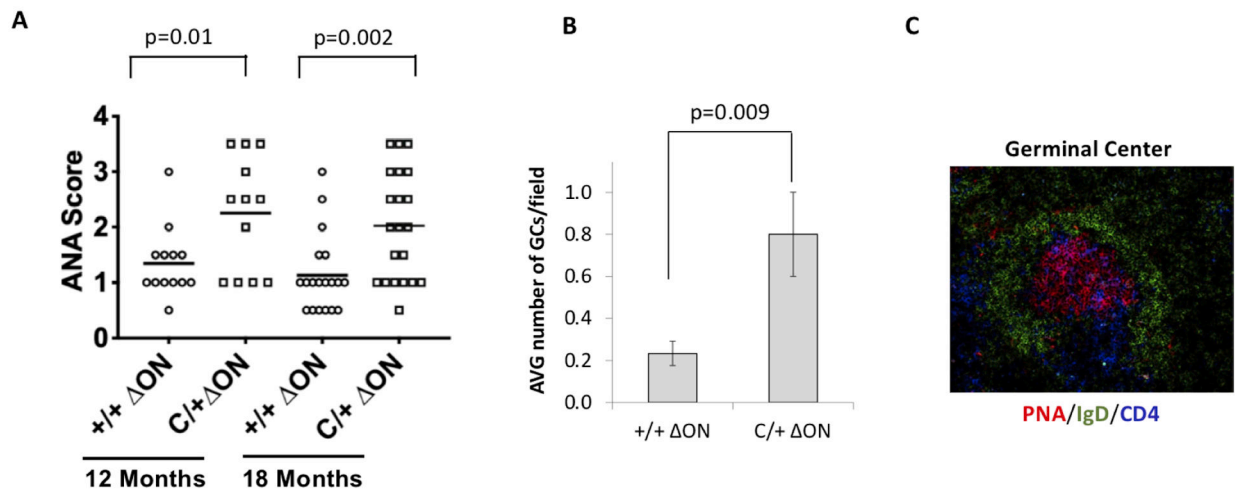 A
p=0.01
p=0.002
ANA Score
4
3
2
1
0
+/+ ΔON
C/+ΔON
+/+ ΔON
C/+ ΔON
12 Months
18 Months
B
p=0.009
AVG number of GCs/field
1.0
0.8
0.6
0.4
0.2
0.0
+/+ ΔON
C/+ ΔON
C
Germinal Center
PNA/IgD/CD4